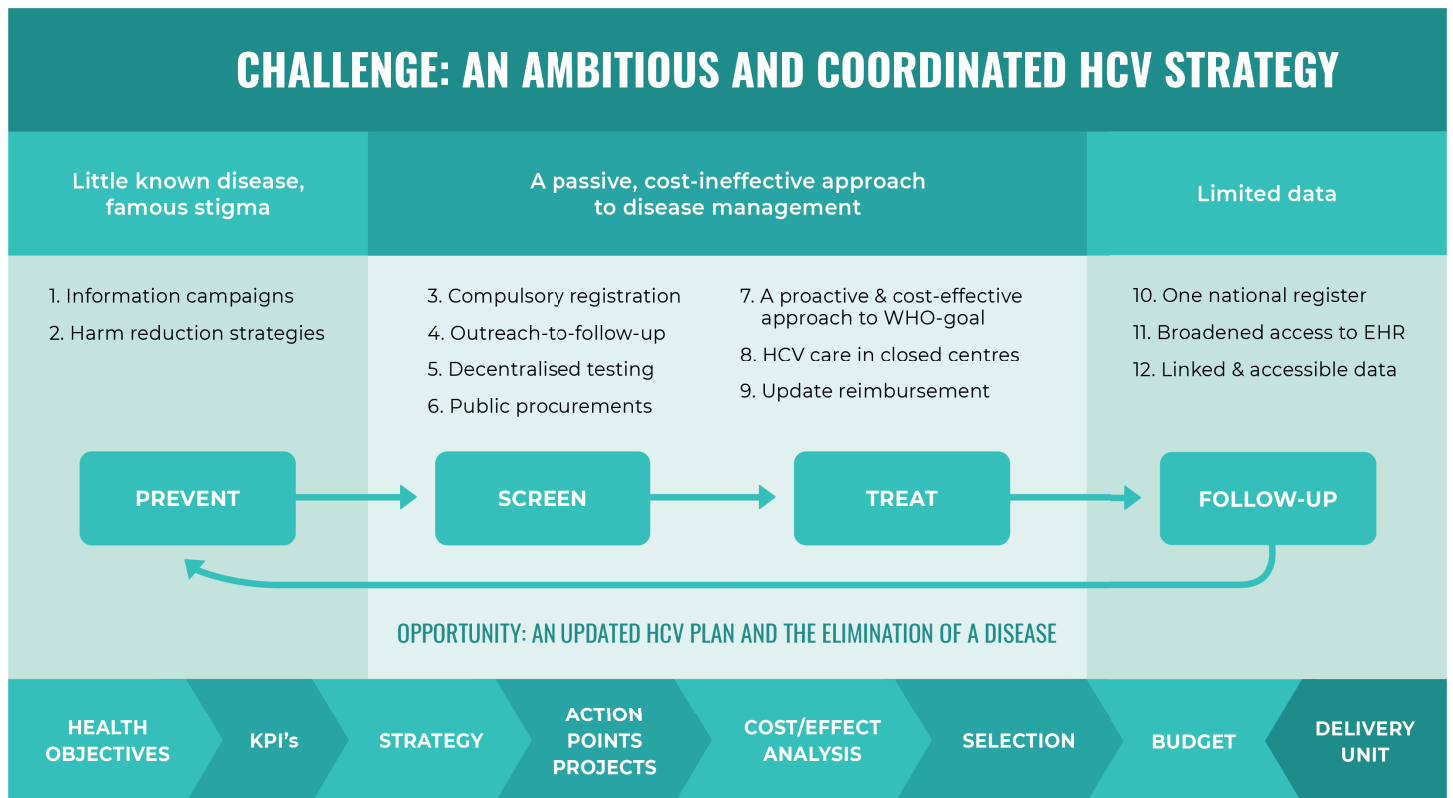 CHALLENGE: AN AMBITIOUS AND COORDINATED HCV STRATEGY
Little known disease,
famous stigma
A passive, cost-ineffective approach
to disease management
Limited data
1. Information campaigns
2. Harm reduction strategies
3. Compulsory registration
4. Outreach-to-follow-up
5. Decentralised testing
6. Public procurements
7. A proactive & cost-effective
approach to WHO-goal
8. HCV care in closed centres
9. Update reimbursement
10. One national register
11. Broadened access to EHR
12. Linked & accessible data
PREVENT
SCREEN
TREAT
FOLLOW-UP
OPPORTUNITY: AN UPDATED HCV PLAN AND THE ELIMINATION OF A DISEASE
HEALTH
OBJECTIVES
KPI's
STRATEGY
ACTION
POINTS
PROJECTS
COST/EFFECT
ANALYSIS
SELECTION
BUDGET
DELIVERY
UNIT